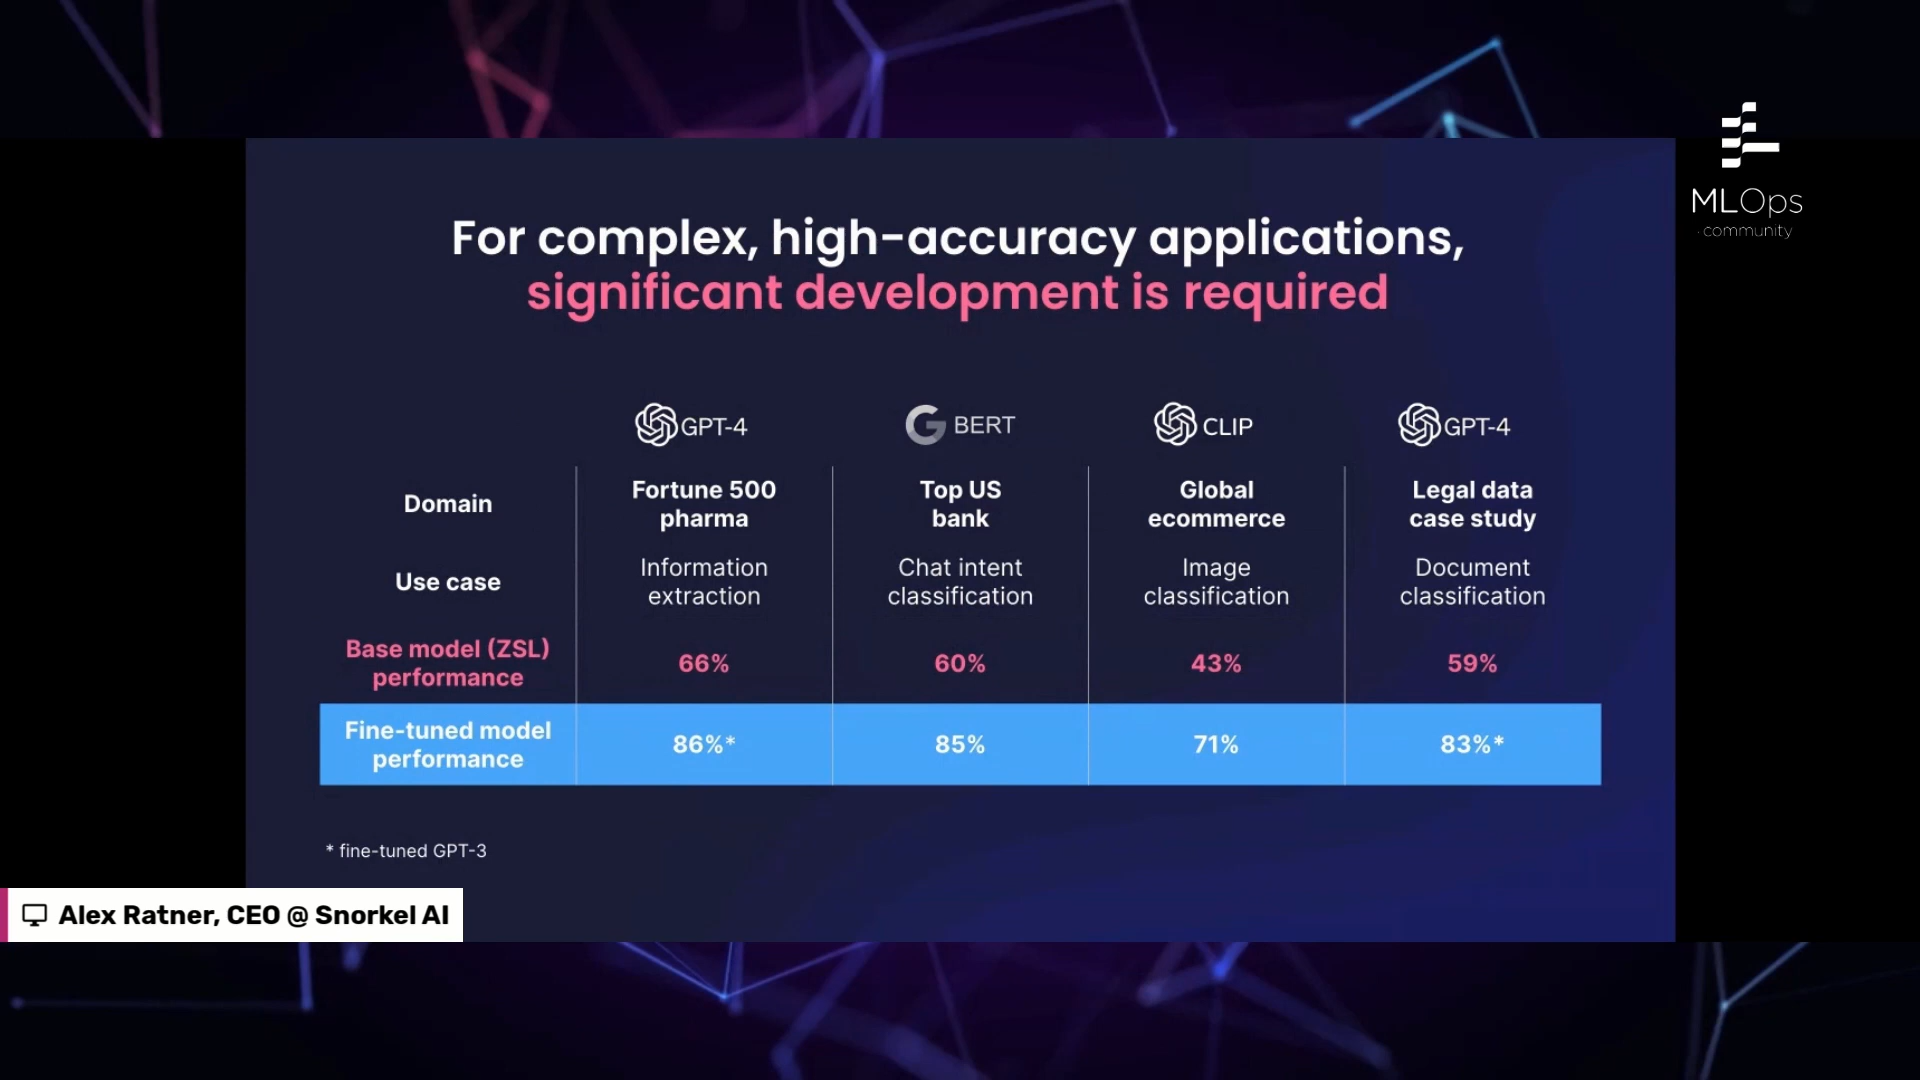 MLOps
community
For complex, high-accuracy applications,
significant development is required
GPT-4
BERT
CLIP
GPT-4
Domain
Fortune 500
pharma
Top US
bank
Global
ecommerce
Legal data
case study
Use case
Information
extraction
Chat intent
classification
Image
classification
Document
classification
Base model (ZSL)
performance
66%
60%
43%
59%
Fine-tuned model
performance
86%*
85%
71%
83%*
* fine-tuned GPT-3
Alex Ratner, CEO @ Snorkel AI